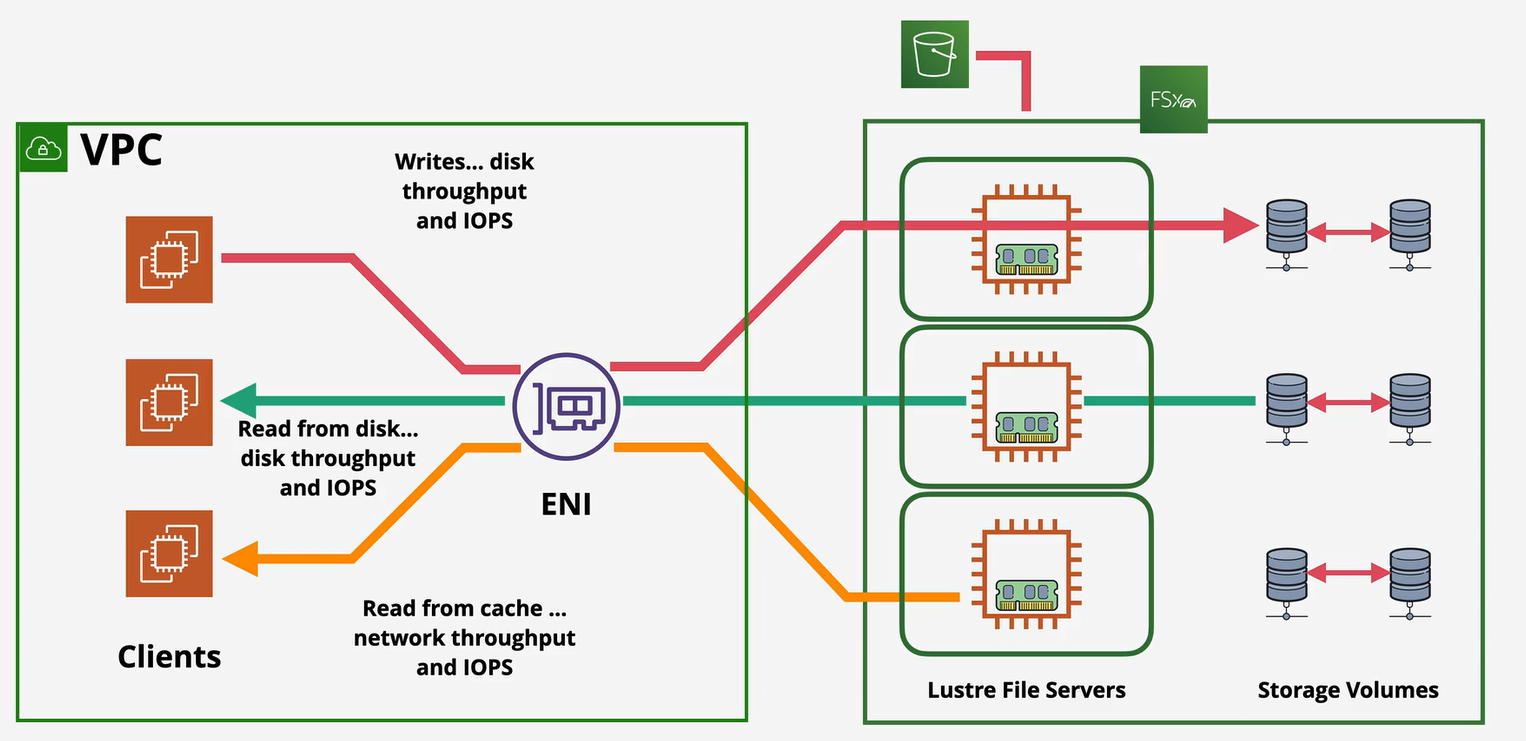 FSx
VPC
Writes... disk
throughput
and IOPS
Read from disk...
disk throughput
and IOPS
ENI
Read from cache ...
network throughput
and IOPS
Clients
Lustre File Servers
Storage Volumes